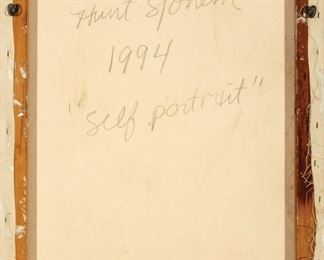 Hunt Slonem
1994
"Self portrait"